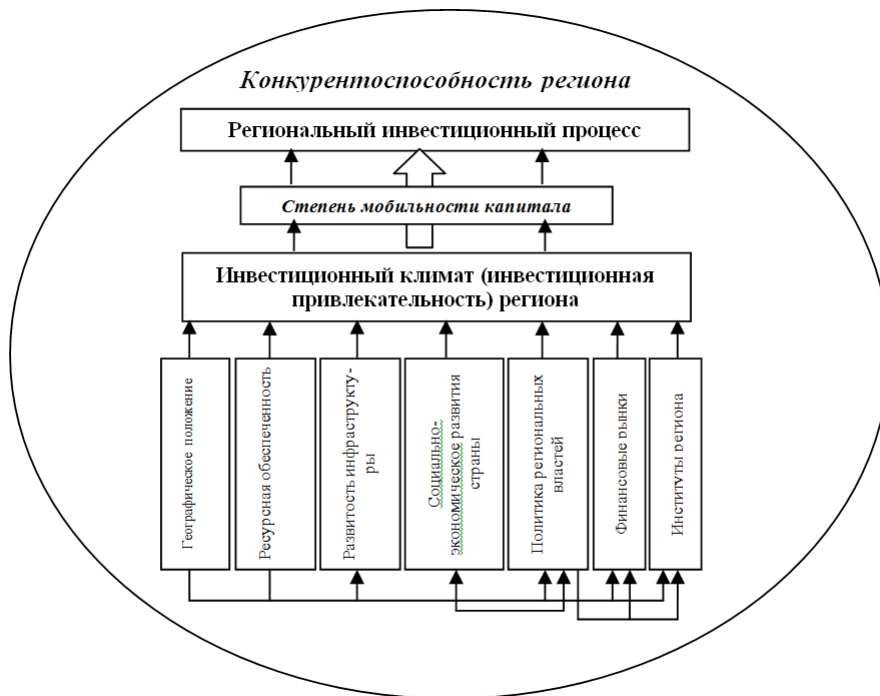 Конкурентоспособность региона
Региональный инвестиционный процесс
Степень мобильности капитала
Инвестиционный климат (инвестиционная
привлекательность) региона
Географическое положение
Ресурсная обеспеченность
Развитость инфраструкту-
ры
Социально-
экономическое развития
страны
Политика региональных
властей
Финансовые рынки
Институты региона